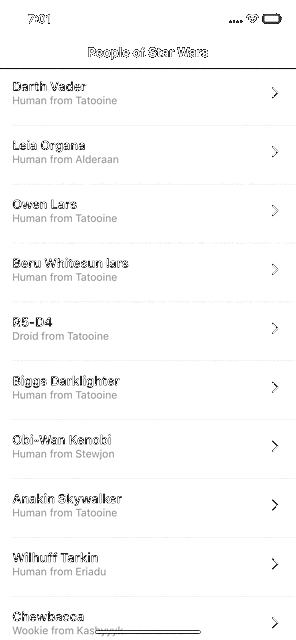 7:01
People of Star Wars
Darth Vader
Human from Tatooine
Leia Organa
Human from Alderaan
Owen Lars
Human from Tatooine
Beru Whitesun lars
Human from Tatooine
R5-D4
Droid from Tatooine
Biggs Darklighter
Human from Tatooine
Obi-Wan Kenobi
Human from Stewjon
Anakin Skywalker
Human from Tatooine
Wilhuff Tarkin
Human from Eriadu
Chewbacca
Wookie from Kashyyyk